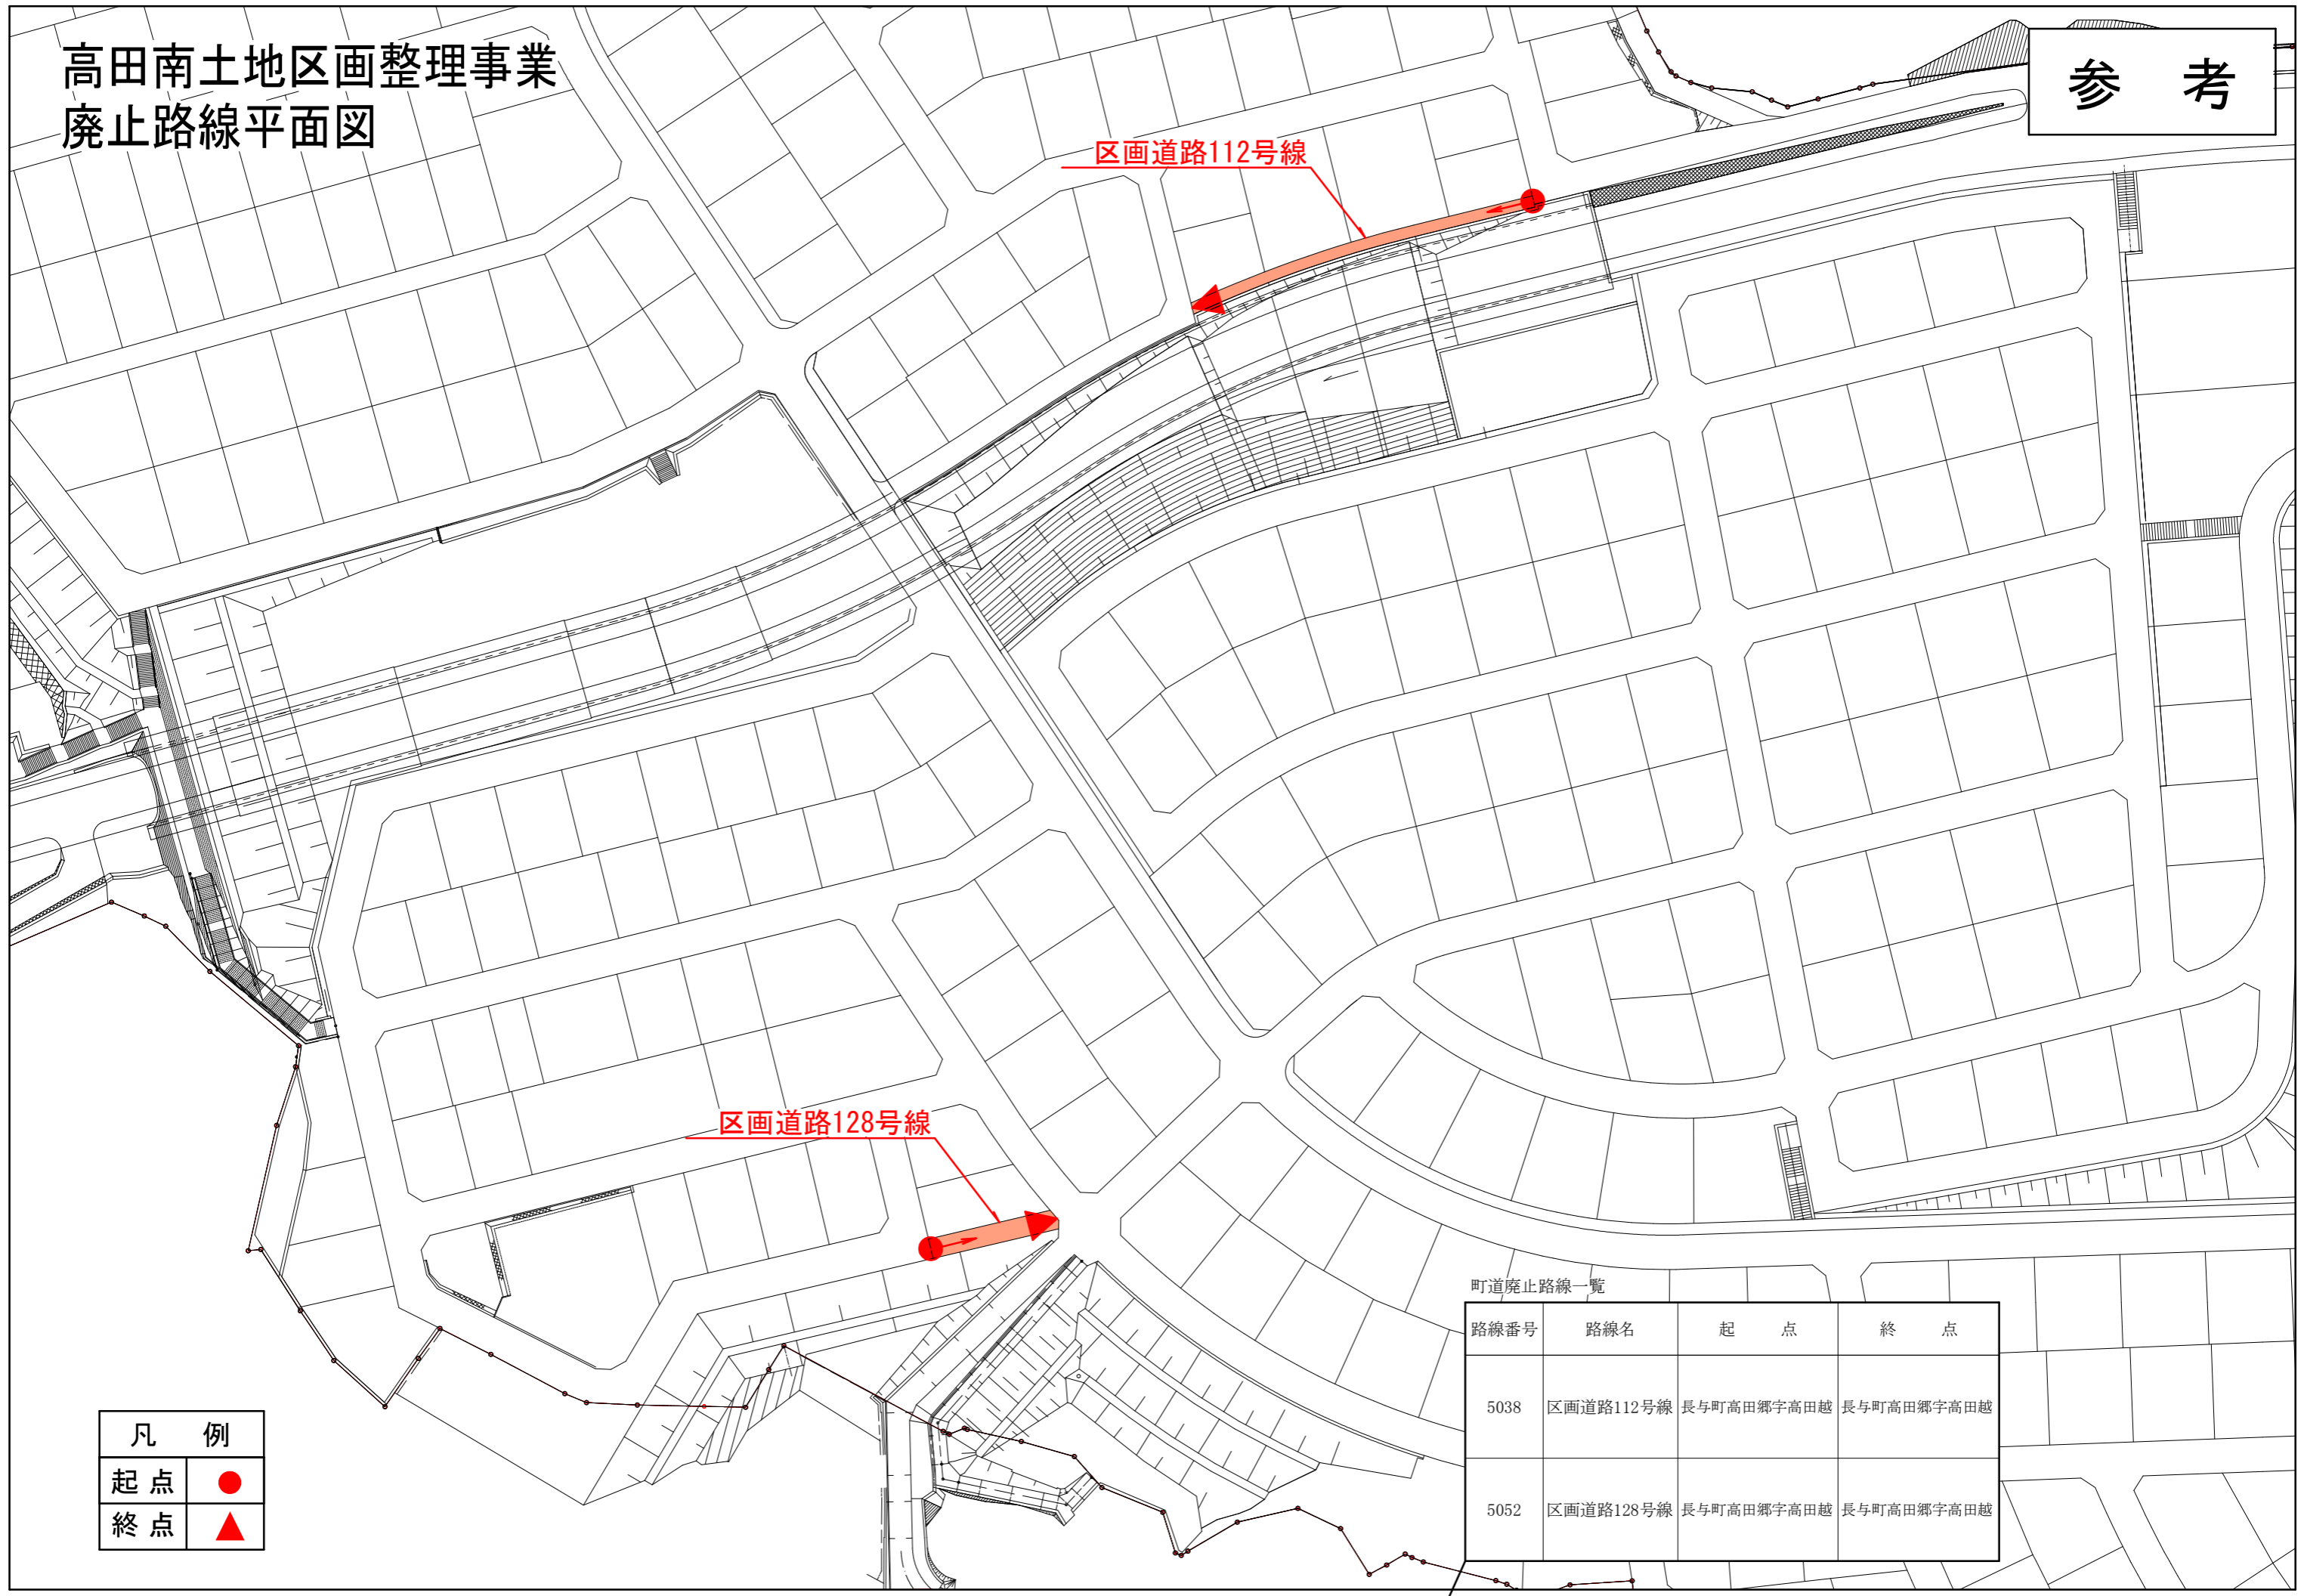 高田南土地区画整理事業
廃止路線平面図
参　考
区画道路112号線
区画道路128号線
町道廃止路線一覧
路線番号　路線名　起　点　終　点
5038　区画道路112号線　長与町高田郷字高田越　長与町高田郷字高田越
5052　区画道路128号線　長与町高田郷字高田越　長与町高田郷字高田越
凡　例
起 点
終 点